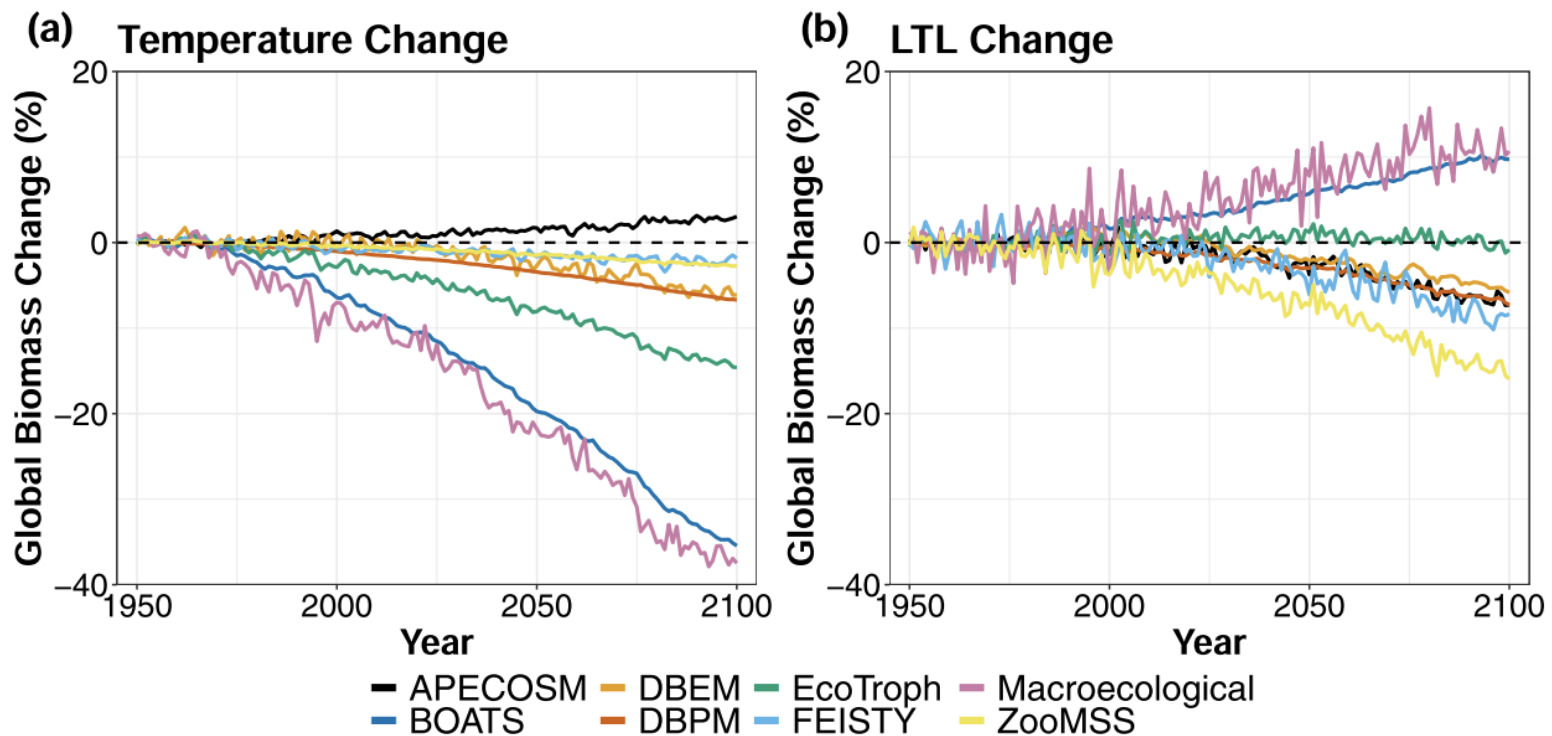 (a) Temperature Change
(b) LTL Change
Global Biomass Change (%)
20
0
−20
−40
1950 2000 2050 2100
Year
Global Biomass Change (%)
20
0
−20
−40
1950 2000 2050 2100
Year
APECOSM DBEM EcoTroph Macroecological
BOATS DBPM FEISTY ZooMSS